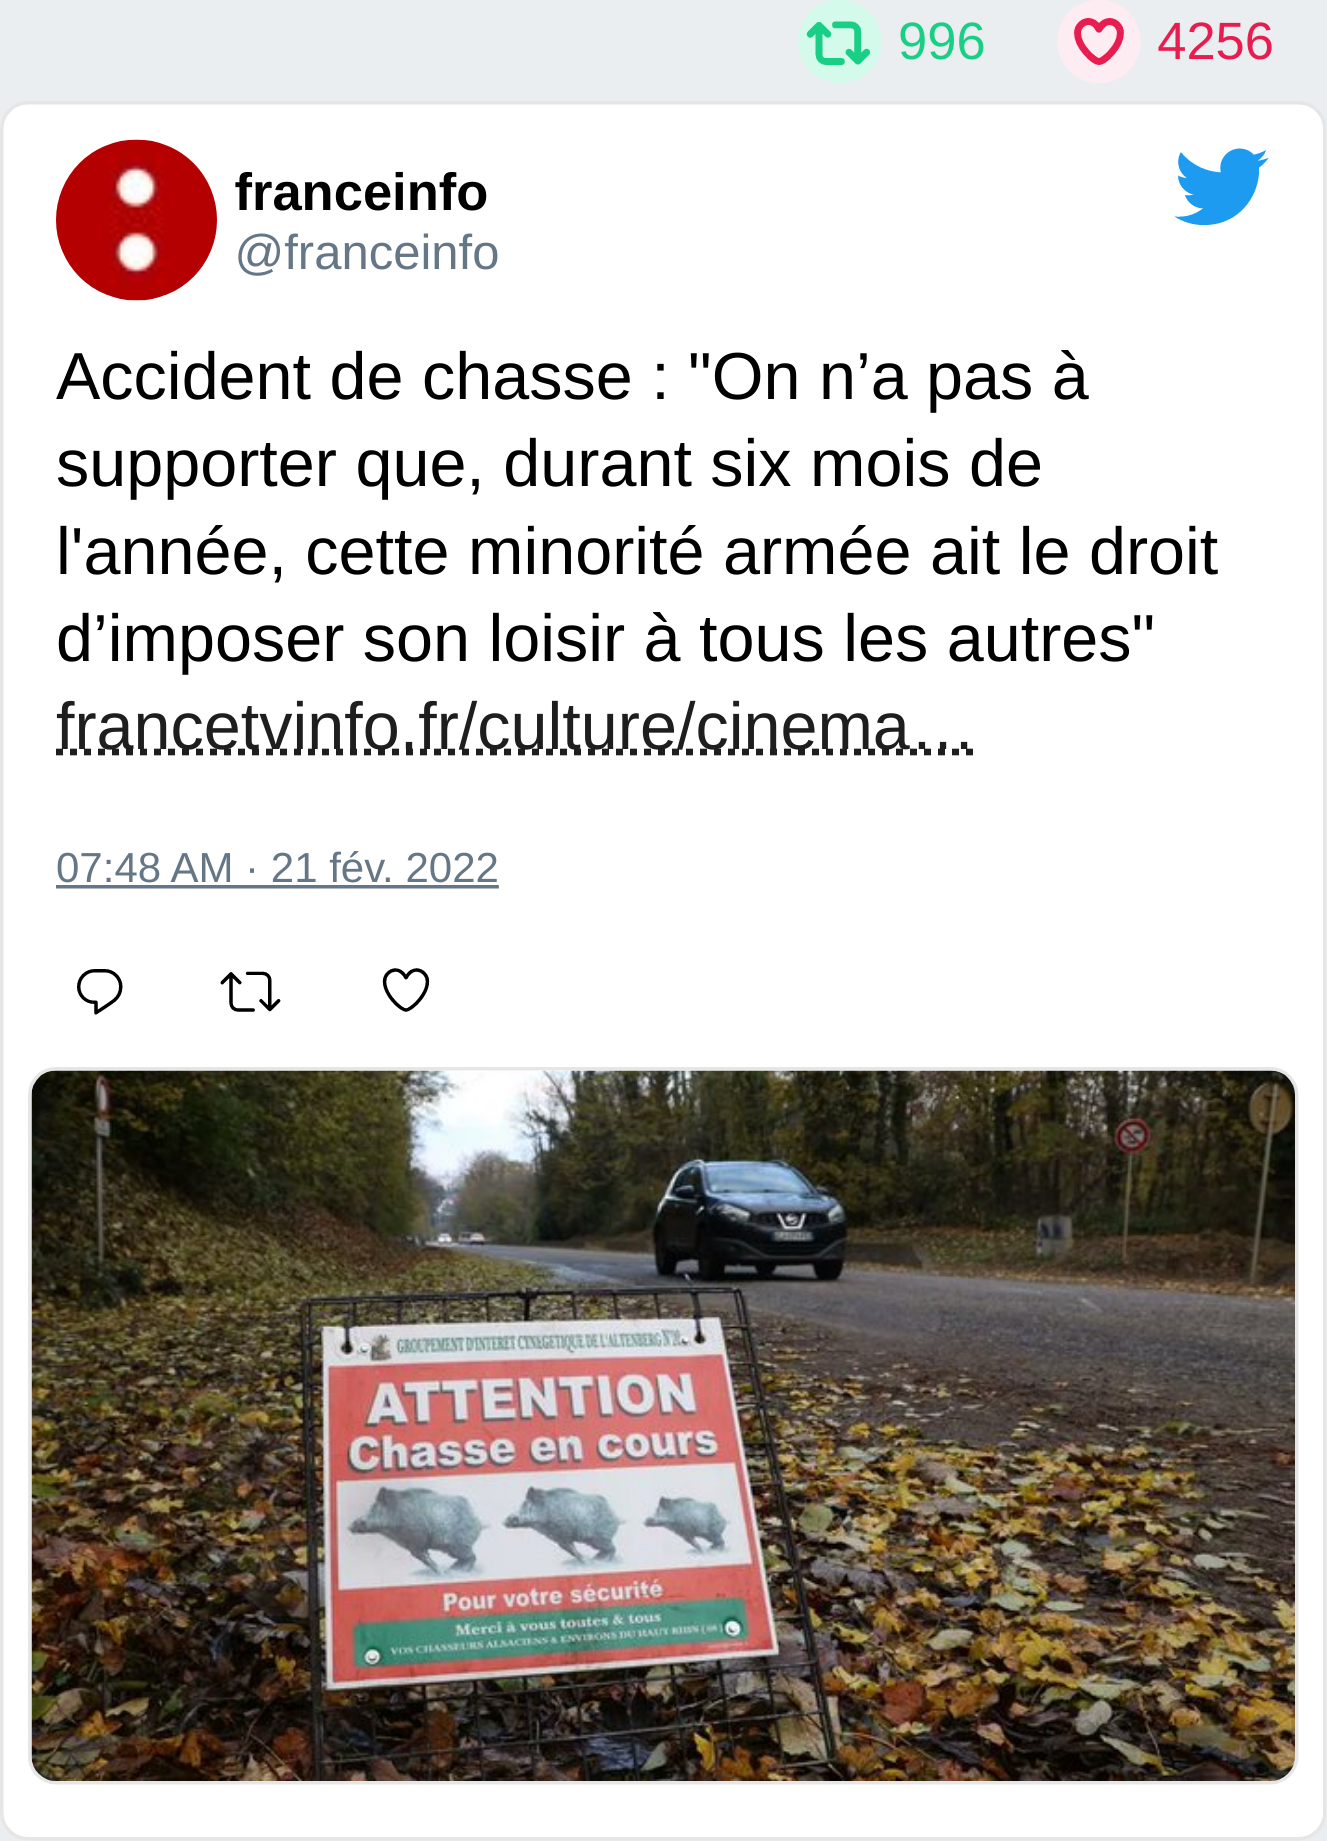 996 4256
franceinfo
@franceinfo
Accident de chasse : "On n’a pas à
supporter que, durant six mois de
l'année, cette minorité armée ait le droit
d’imposer son loisir à tous les autres"
francetvinfo.fr/culture/cinema…
07:48 AM · 21 fév. 2022
GROUPEMENT D'INTERET CYNEGETIQUE DE L'ALTENBERG
ATTENTION
Chasse en cours
Pour votre sécurité
Merci à vous toutes & tous
VOS CHASSEURS ALSACIENS & ENVIRONS DU HAUT RHIN